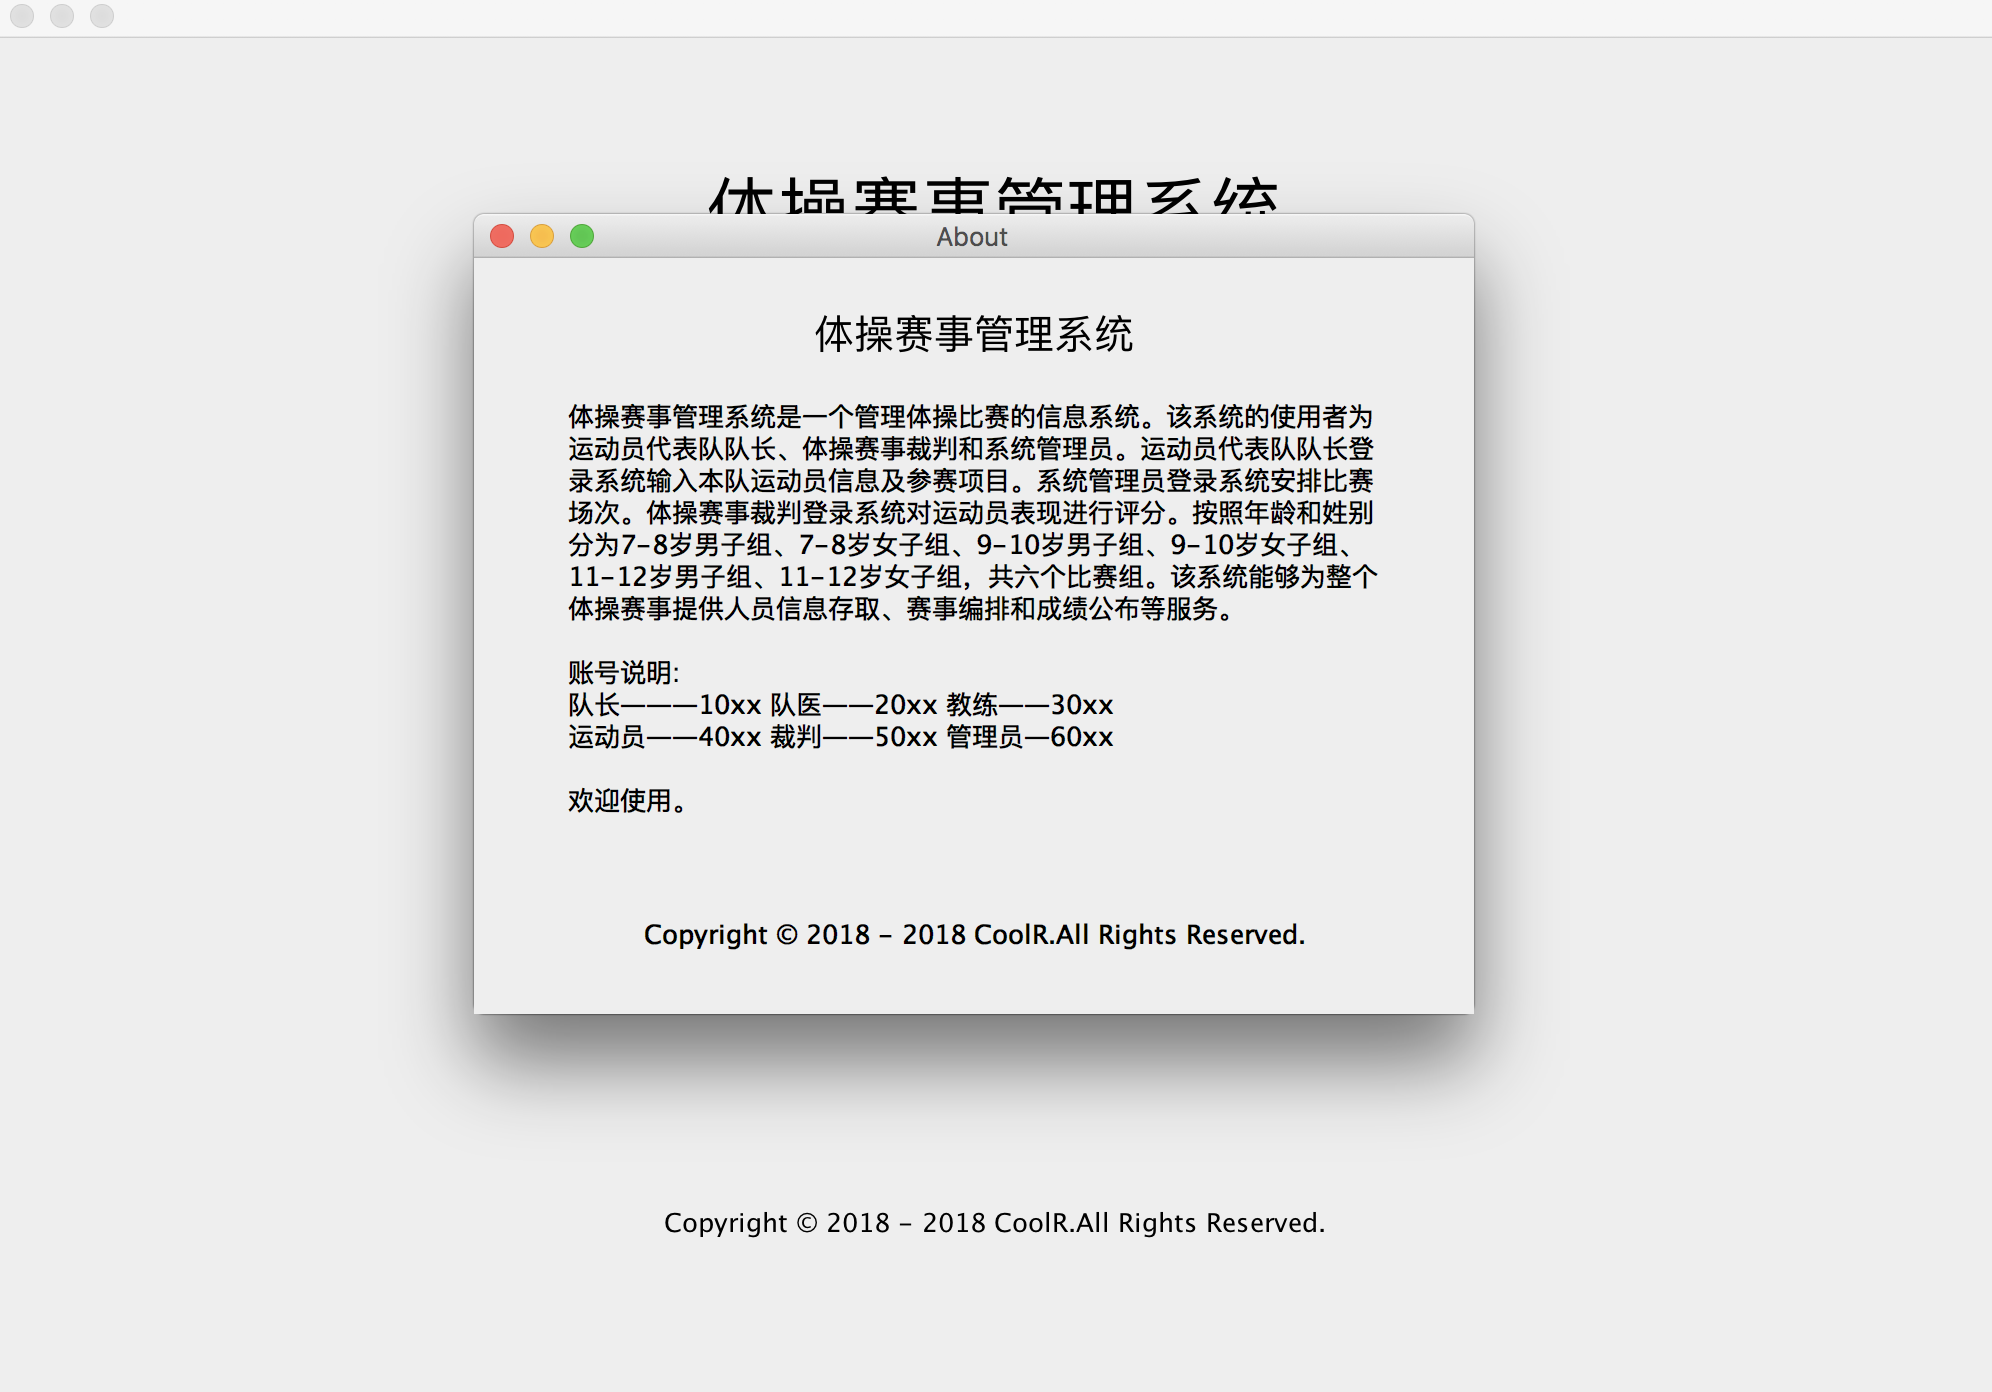 体操赛事管理系统
About
体操赛事管理系统
体操赛事管理系统是一个管理体操比赛的信息系统。该系统的使用者为
运动员代表队队长、体操赛事裁判和系统管理员。运动员代表队队长登
录系统输入本队运动员信息及参赛项目。系统管理员登录系统安排比赛
场次。体操赛事裁判登录系统对运动员表现进行评分。按照年龄和姓别
分为7-8岁男子组、7-8岁女子组、9-10岁男子组、9-10岁女子组、
11-12岁男子组、11-12岁女子组，共六个比赛组。该系统能够为整个
体操赛事提供人员信息存取、赛事编排和成绩公布等服务。
账号说明:
队长———10xx 队医——20xx 教练——30xx
运动员——40xx 裁判——50xx 管理员—60xx
欢迎使用。
Copyright © 2018 - 2018 CoolR.All Rights Reserved.
Copyright © 2018 - 2018 CoolR.All Rights Reserved.